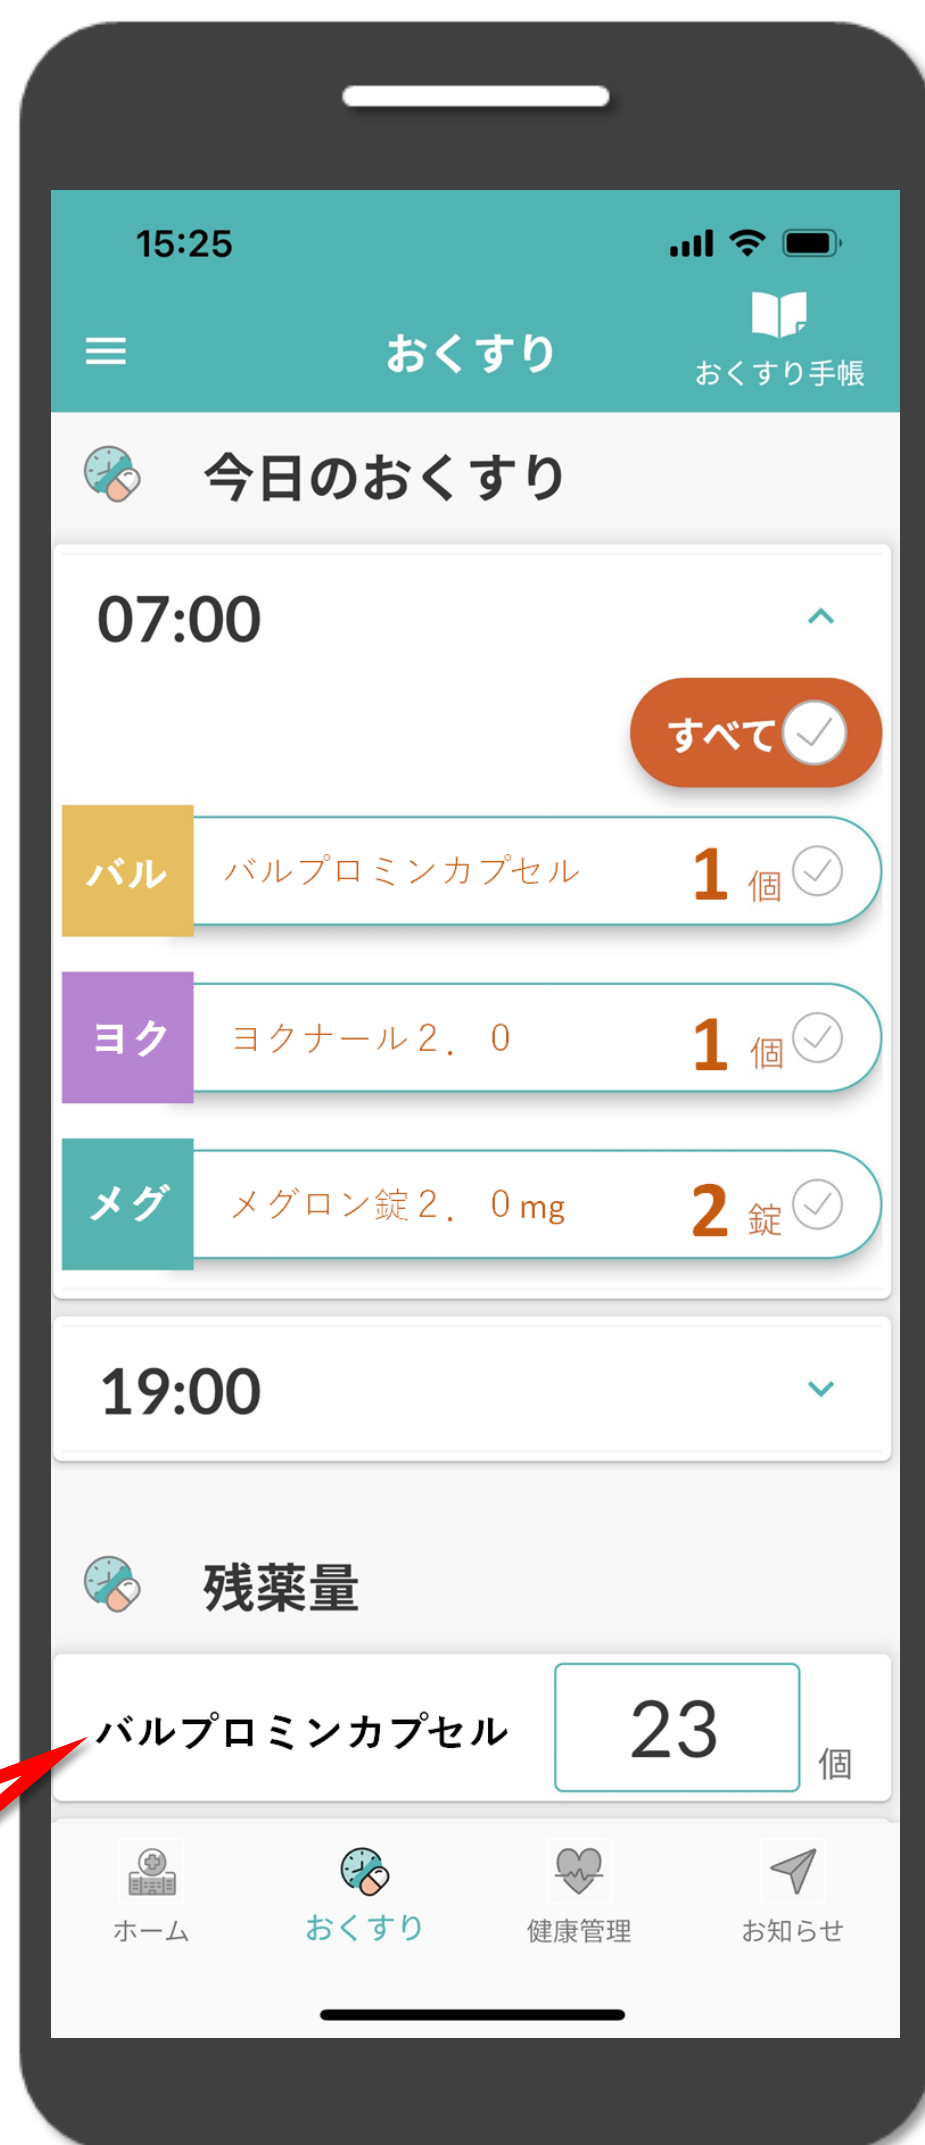 15:25
おくすり
おくすり手帳
今日のおくすり
07:00
すべて
バル バルプロミンカプセル 1 個
ヨク ヨクナール２．０ 1 個
メグ メグロン錠２．０mg 2 錠
19:00
残薬量
バルプロミンカプセル 23 個
ホーム おくすり 健康管理 お知らせ